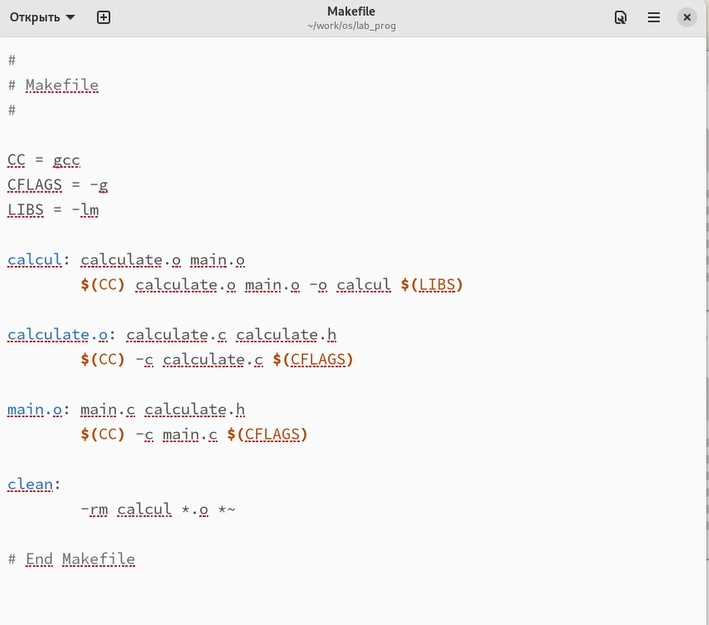 Открыть
Makefile
~/work/os/lab_prog
#
# Makefile
#
CC = gcc
CFLAGS = -g
LIBS = -lm
calcul: calculate.o main.o
$(CC) calculate.o main.o -o calcul $(LIBS)
calculate.o: calculate.c calculate.h
$(CC) -c calculate.c $(CFLAGS)
main.o: main.c calculate.h
$(CC) -c main.c $(CFLAGS)
clean:
-rm calcul *.o *~
# End Makefile